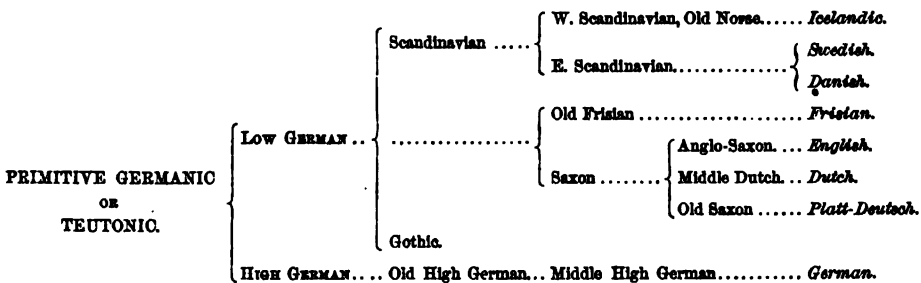 W. Scandinavian, Old Norse..... Icelandic.
Scandinavian .....
Swedish.
E. Scandinavian..............
Danish.
Old Frisian ...................... Frisian.
LOW GERMAN ..
....................
Anglo-Saxon. ... English.
PRIMITIVE GERMANIC
Saxon ........
Middle Dutch... Dutch.
OR
TEUTONIC.
Old Saxon ...... Platt-Deutsch.
Gothic.
HIGH GERMAN.... Old High German... Middle High German........... German.